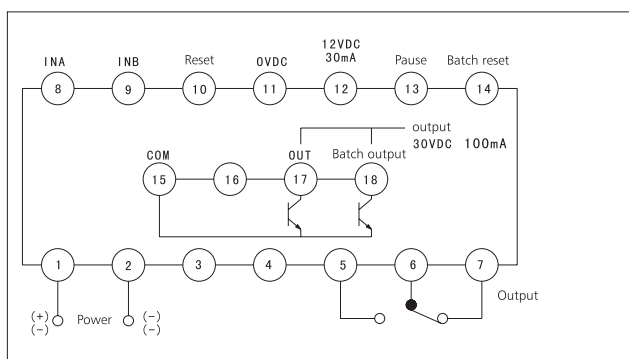 12VDC
INA INB Reset 0VDC 30mA Pause Batch reset
8 9 10 11 12 13 14
output
COM OUT Batch output 30VDC 100mA
15 16 17 18
1 2 3 4 5 6 7
Output
(+) Power (-)
(-) (-)